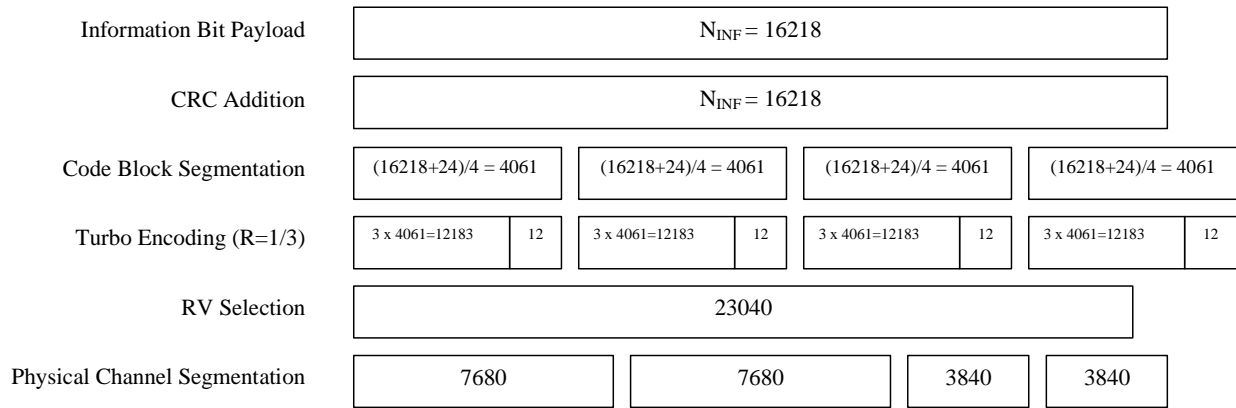 Information Bit Payload N_INF = 16218
CRC Addition N_INF = 16218
Code Block Segmentation (16218+24)/4 = 4061 (16218+24)/4 = 4061 (16218+24)/4 = 4061 (16218+24)/4 = 4061
Turbo Encoding (R=1/3) 3 x 4061=12183 12 3 x 4061=12183 12 3 x 4061=12183 12 3 x 4061=12183 12
RV Selection 23040
Physical Channel Segmentation 7680 7680 3840 3840